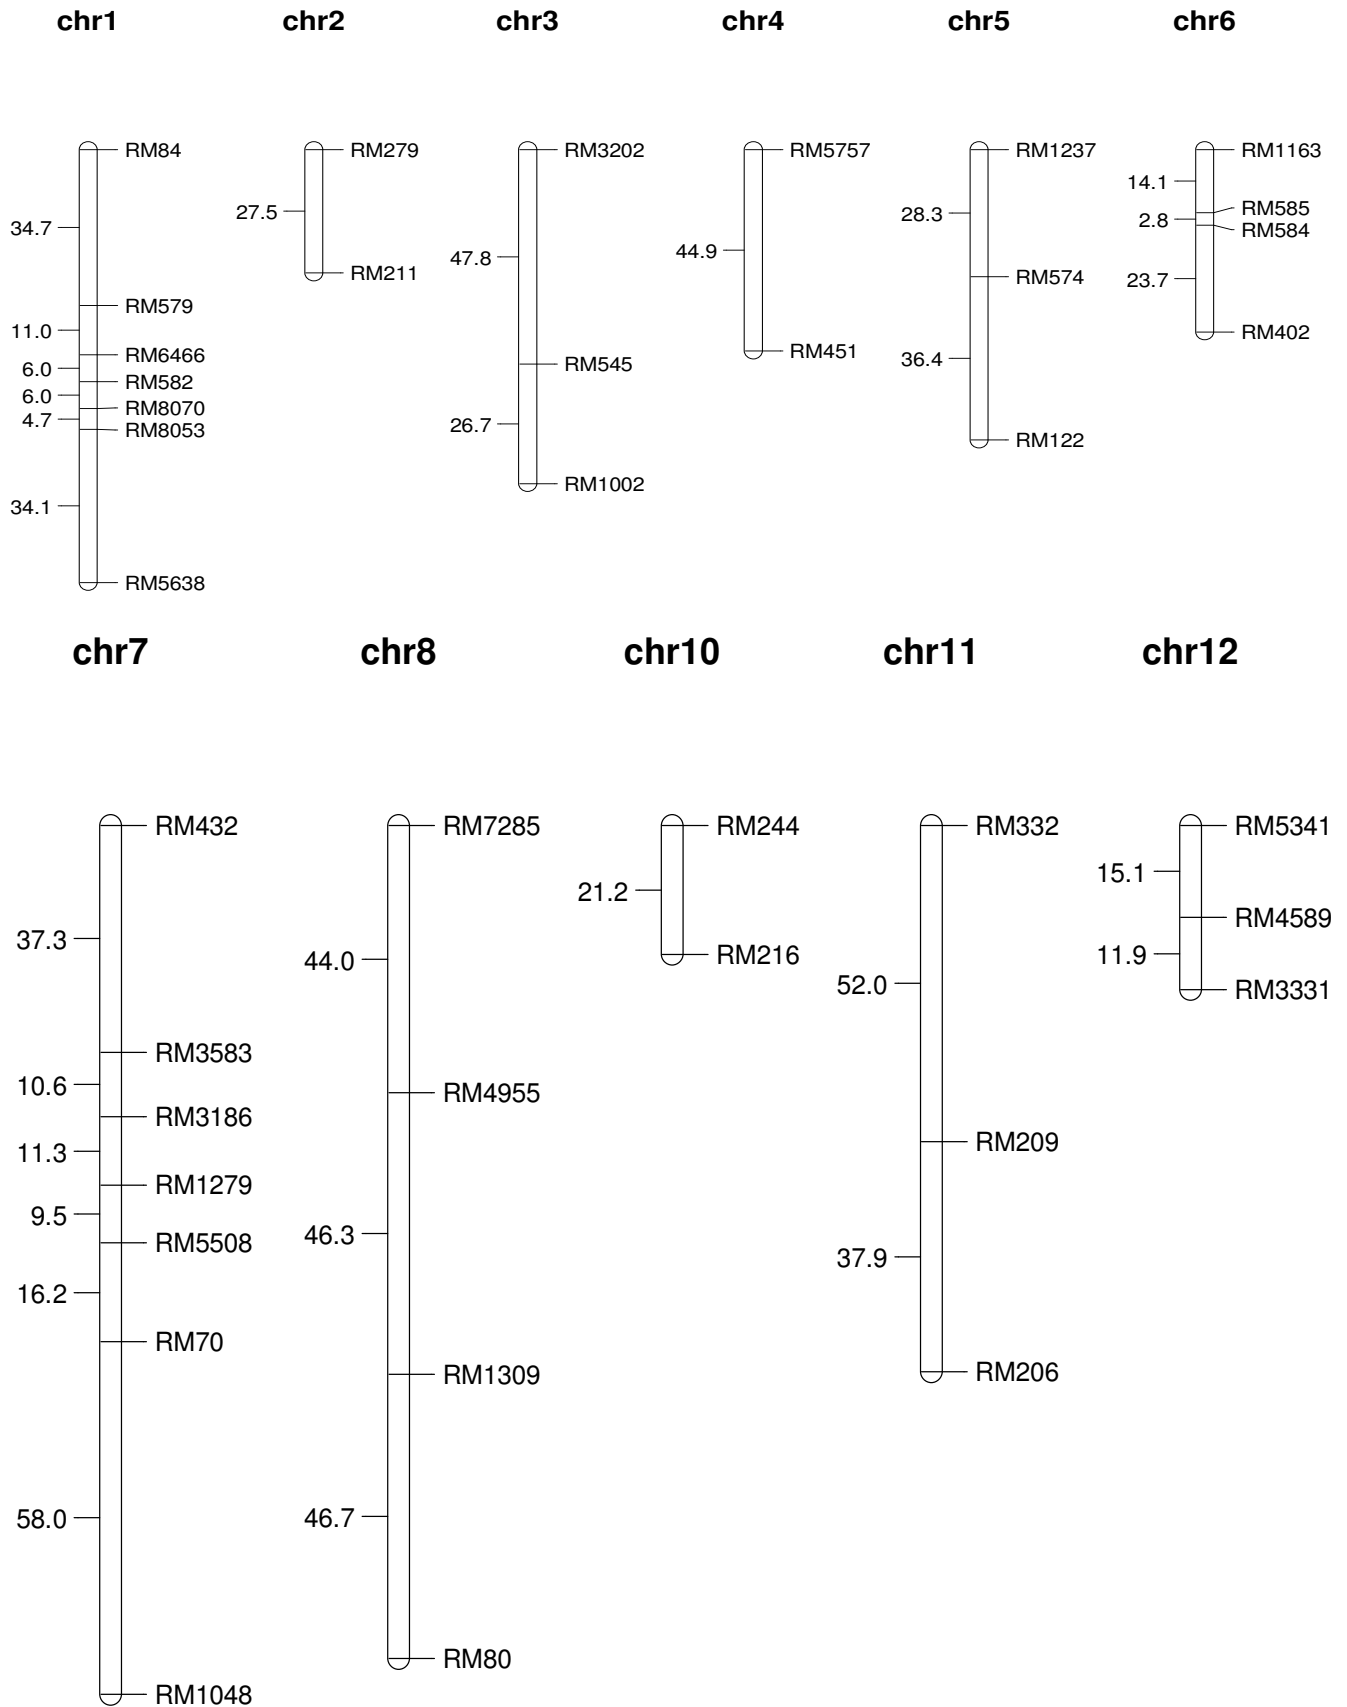 chr1 chr2 chr3 chr4 chr5 chr6
RM84 RM279 RM3202 RM5757 RM1237 RM1163
14.1
RM585
27.5 28.3 2.8
RM584
34.7
44.9
47.8
RM211 RM574 23.7
RM579
11.0 RM402
RM6466 RM451
6.0 36.4
RM545
RM582
6.0
RM8070
4.7
26.7
RM8053
RM122
RM1002
34.1
RM5638
chr7 chr8 chr10 chr11 chr12
RM432 RM7285 RM244 RM332 RM5341
15.1
21.2
RM4589
37.3
11.9
RM216
44.0
52.0
RM3331
RM3583
10.6
RM4955
RM3186
RM209
11.3
RM1279
9.5
46.3
RM5508
37.9
16.2
RM70
RM206
RM1309
58.0 46.7
RM80
RM1048